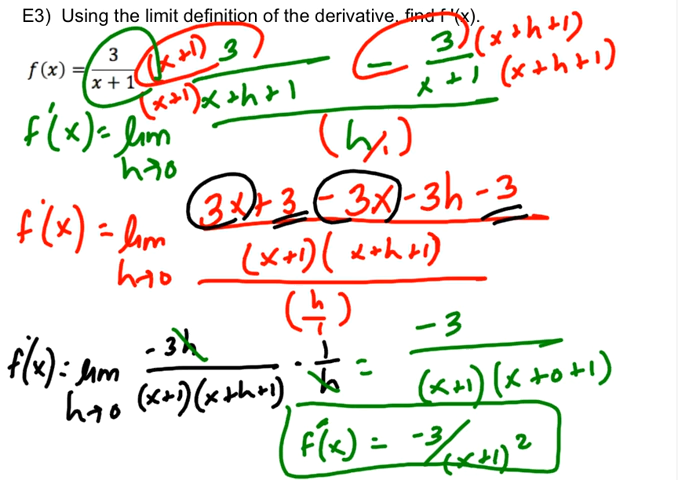 E3) Using the limit definition of the derivative, find f'(x).
f(x) = 3/(x + 1) (x+1) 3/(x+1) x+h+1 − 3/(x+1) (x+h+1)/(x+h+1)
f'(x) = lim h→0 (h/1)
f'(x) = lim h→0 3x + 3 − 3x − 3h − 3
(x+1)(x+h+1)
(h/1)
f'(x) = lim h→0 -3h/(x+1)(x+h+1) · 1/h = -3/(x+1)(x+0+1)
f'(x) = -3/(x+1)²